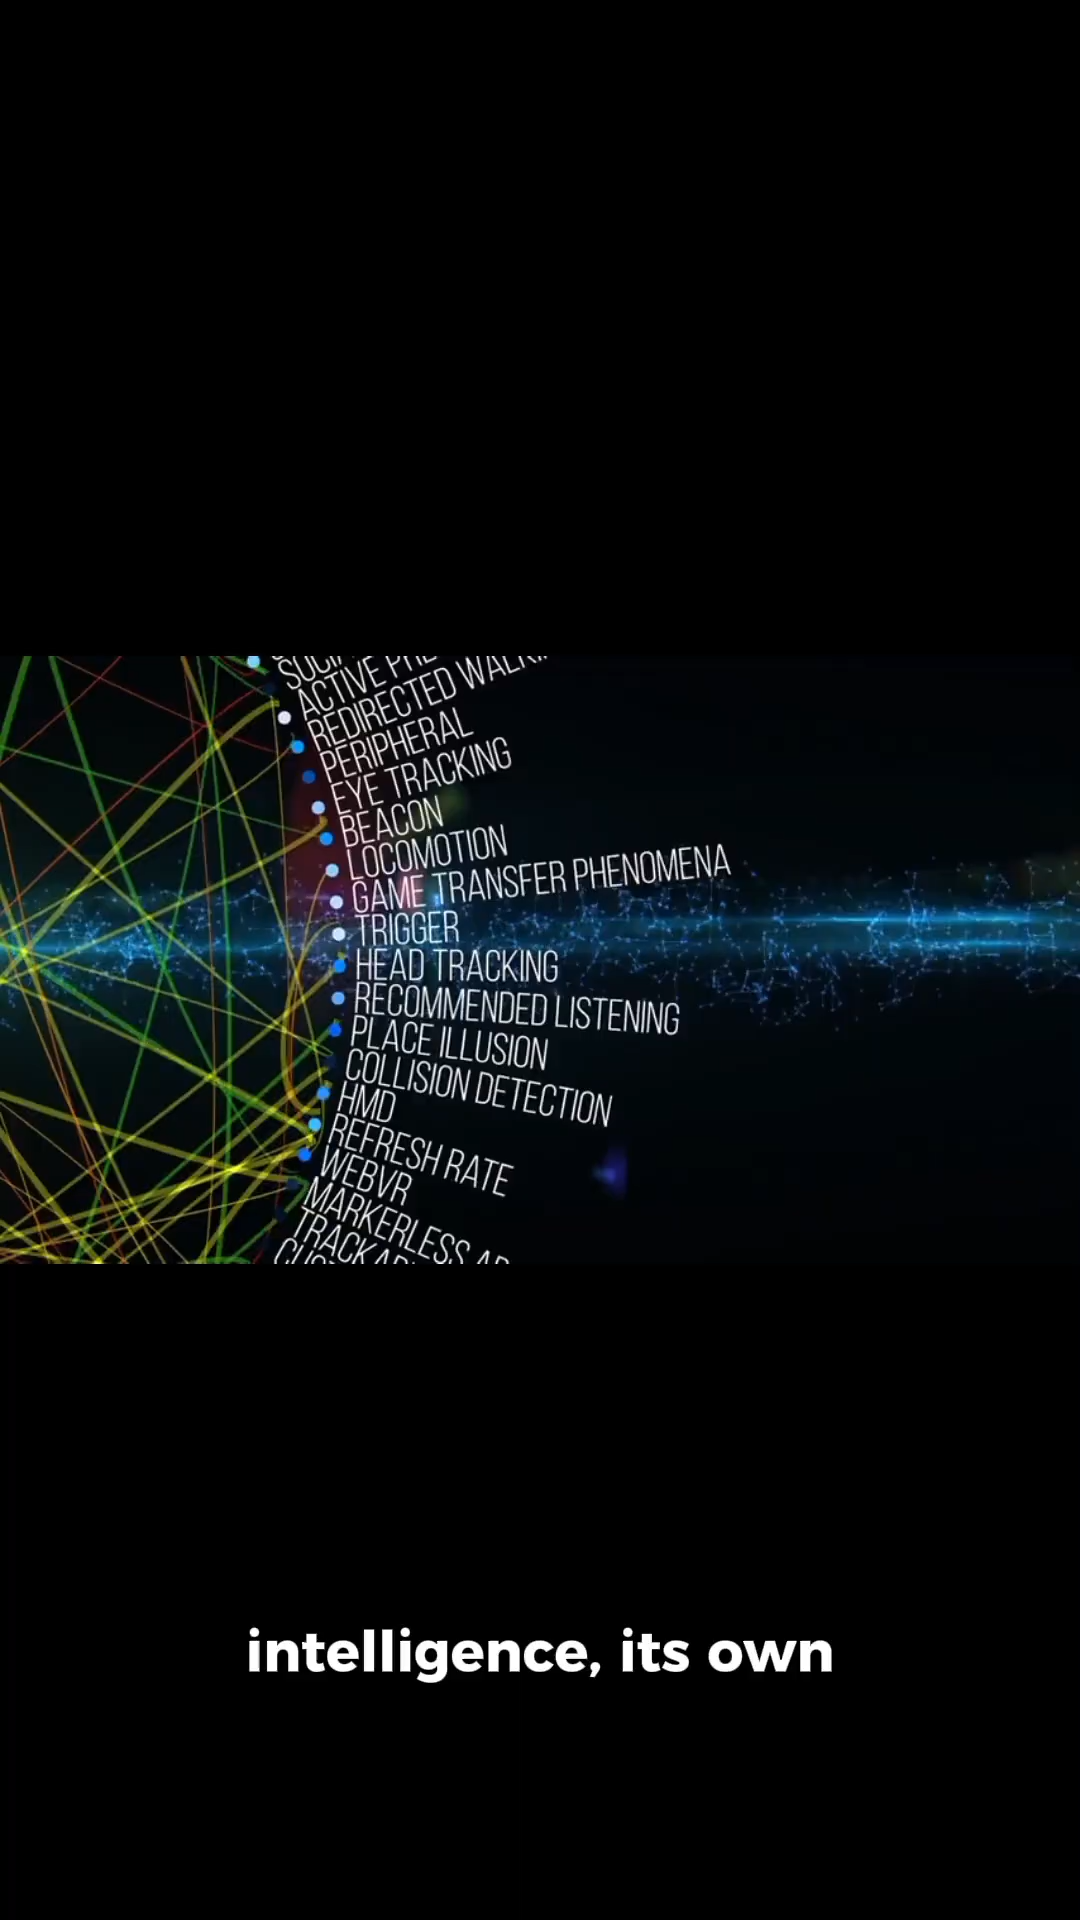 ACTIVE
REDIRECTED
PERIPHERAL
EYE TRACKING
BEACON
LOCOMOTION
GAME TRANSFER PHENOMENA
TRIGGER
HEAD TRACKING
RECOMMENDED LISTENING
PLACE ILLUSION
COLLISION DETECTION
HMD
REFRESH RATE
WEBVR
MARKERLESS
intelligence, its own